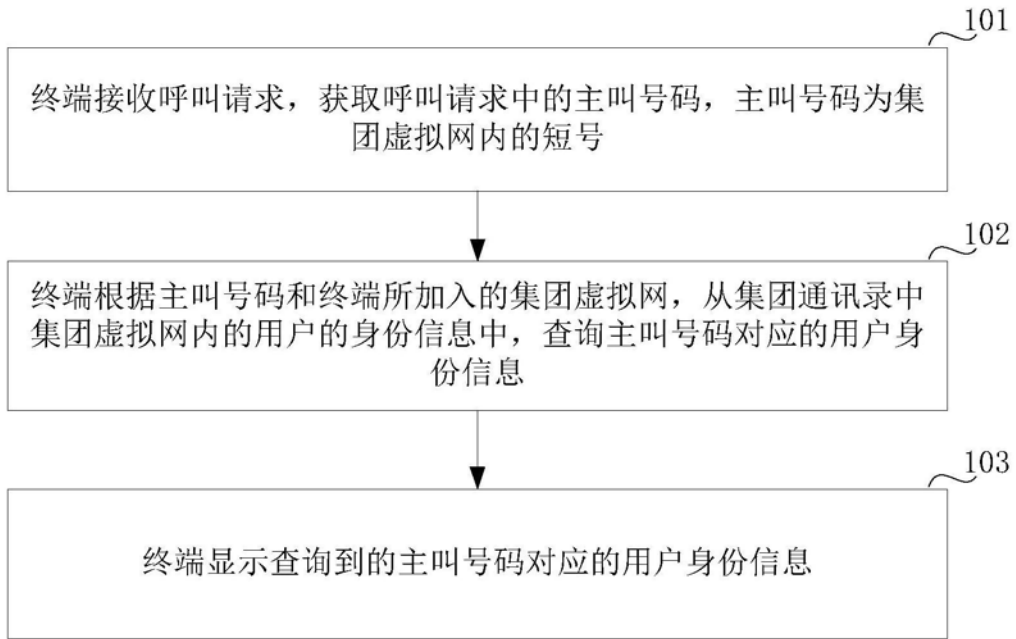 101
终端接收呼叫请求，获取呼叫请求中的主叫号码，主叫号码为集
团虚拟网内的短号
102
终端根据主叫号码和终端所加入的集团虚拟网，从集团通讯录中
集团虚拟网内的用户的身份信息中，查询主叫号码对应的用户身
份信息
103
终端显示查询到的主叫号码对应的用户身份信息